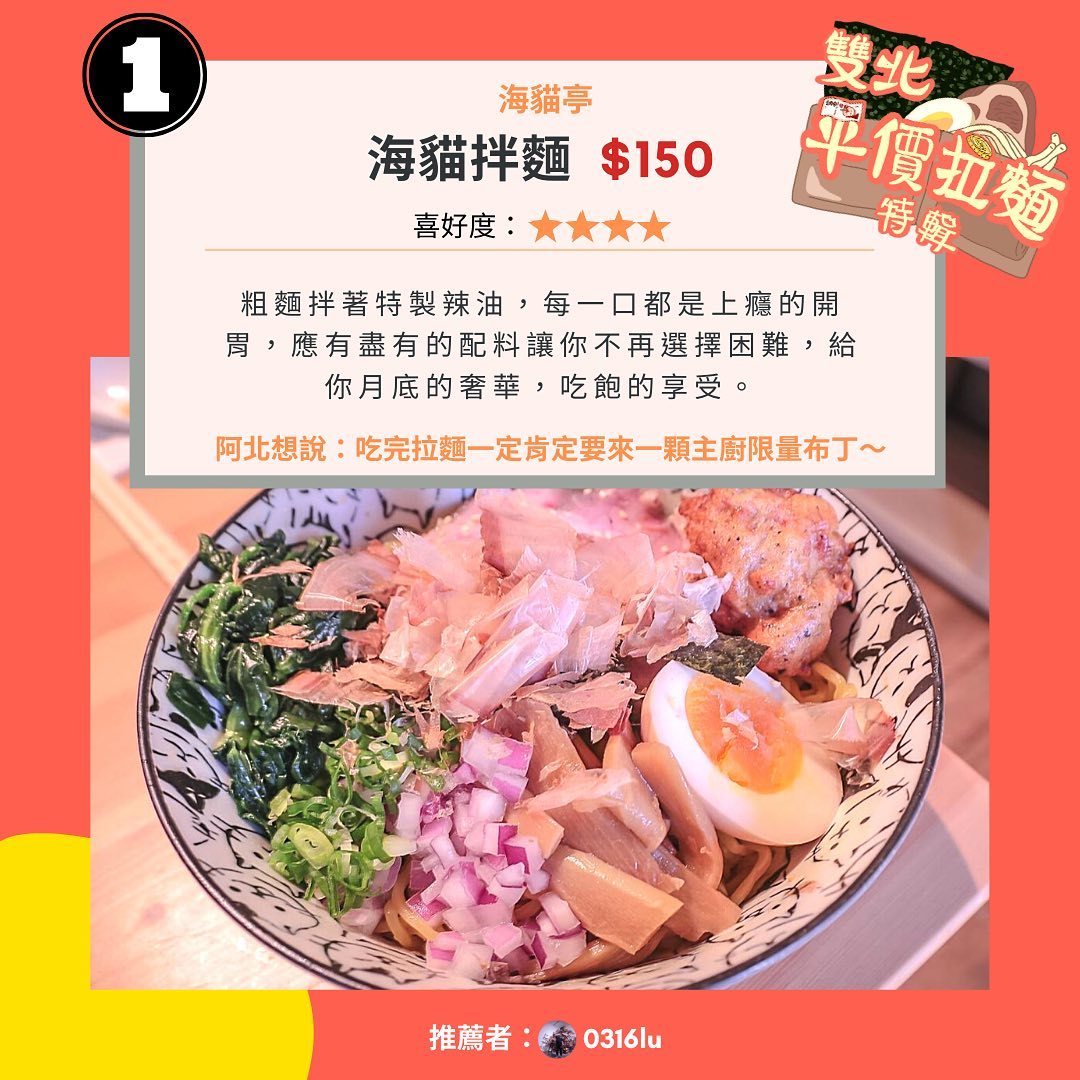 1
雙北
平價拉麵
特輯
海貓亭
海貓拌麵 $150
喜好度：★★★★
粗麵拌著特製辣油，每一口都是上癮的開
胃，應有盡有的配料讓你不再選擇困難，給
你月底的奢華，吃飽的享受。
阿北想說：吃完拉麵一定肯定要來一顆主廚限量布丁～
推薦者： 0316lu